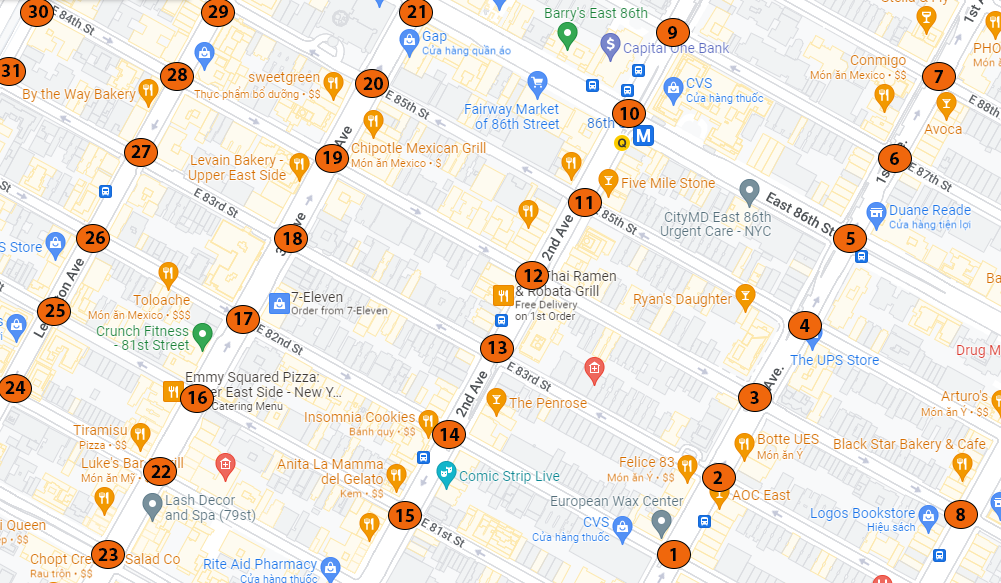 30
29
21
9
E 84th St
Barry's East 86th
1st A
Gap
Cửa hàng quần áo
Capital One Bank
PHO
31
28
20
Conmigo
Món ăn Mexico • $$
7
sweetgreen
Thực phẩm bổ dưỡng • $$
By the Way Bakery
E 85th St
CVS
Cửa hàng thuốc
E 88th
Fairway Market
of 86th Street
86th
10
M
Q
Avoca
27
19
Ave
Chipotle Mexican Grill
Món ăn Mexico • $
Levain Bakery -
Upper East Side
6
1st
E 87th St
Five Mile Stone
St
E 83rd St
11
E 85th St
CityMD East 86th
Urgent Care - NYC
East 86th St
Duane Reade
Cửa hàng tiện lợi
26
18
2nd Ave
5
S Store
12
Thai Ramen
& Robata Grill
Free Delivery
on 1st Order
Ba
Toloache
Món ăn Mexico • $$$
7-Eleven
Order from 7-Eleven
Ryan's Daughter
25
17
4
Crunch Fitness
- 81st Street
E 82nd St
13
The UPS Store
Drug M
24
Emmy Squared Pizza:
er East Side - New Y...
Catering Menu
16
2nd Ave
E 83rd St
3
Ave.
The Penrose
Arturo's
Món ăn Ý • $$
Insomnia Cookies
Bánh quy • $$
Tiramisu
Pizza • $$
14
Botte UES
Món ăn Ý
Black Star Bakery & Cafe
Luke's Ba
ill
Món ăn Mỹ
22
Anita La Mamma
del Gelato
Kem • $$
Comic Strip Live
Felice 83
Món ăn Ý • $$
2
AOC East
Lash Decor
and Spa (79st)
15
E 81st St
European Wax Center
CVS
Cửa hàng thuốc
Logos Bookstore
Hiệu sách
8
i Queen
• $$
23
Chopt Cre
Salad Co
Rau trộn • $$
Rite Aid Pharmacy
Cửa hàng thuốc
1